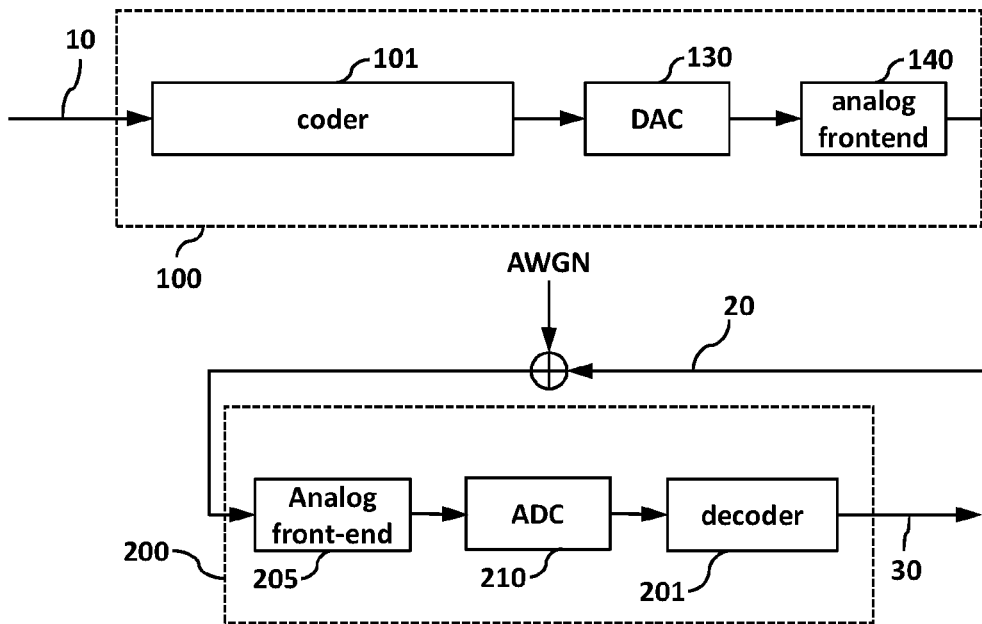 10
101
130
140
coder
DAC
analog
frontend
100
AWGN
20
Analog
front-end
ADC
decoder
200
205
210
201
30